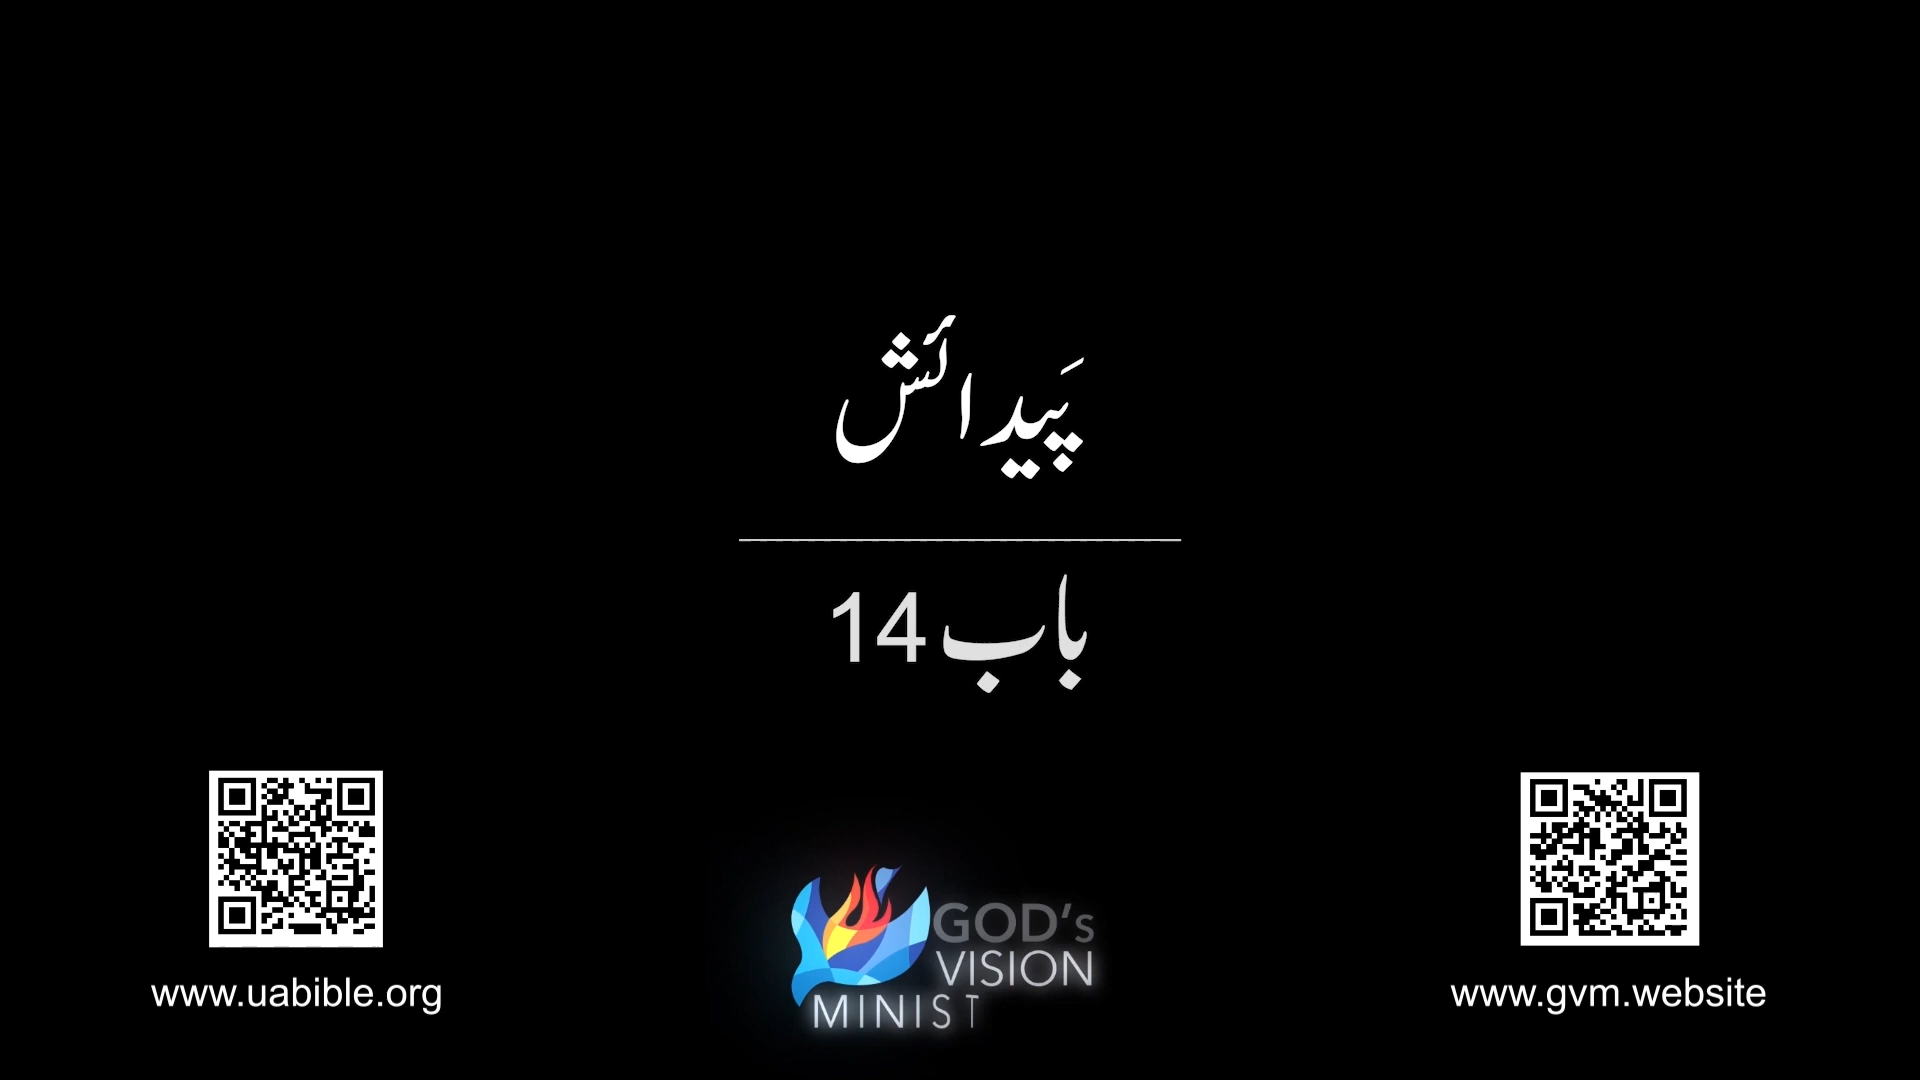 پَیدائش
باب 14
GOD's
VISION
MINIST
www.uabible.org
www.gvm.website